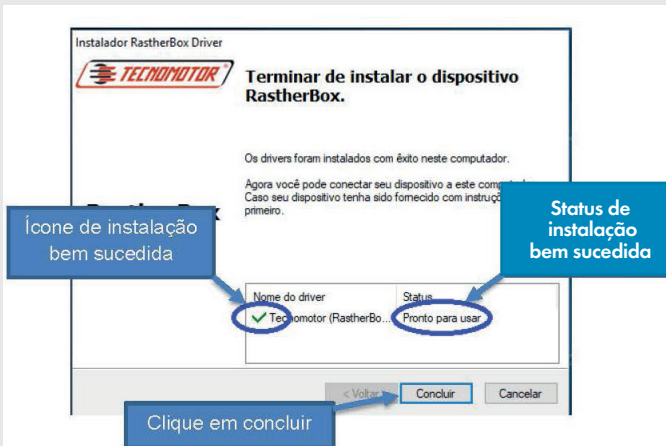 Instalador RastherBox Driver
TECNOMOTOR
Terminar de instalar o dispositivo
RastherBox.
Os drivers foram instalados com êxito neste computador.
Agora você pode conectar seu dispositivo a este
Caso seu dispositivo tenha sido fornecido com
primeiro.
Ícone de instalação
bem sucedida
Status de
instalação
bem sucedida
Nome do driver Status
Tecnomotor (RastherBo... Pronto para usar
< Voltar Concluir Cancelar
Clique em concluir